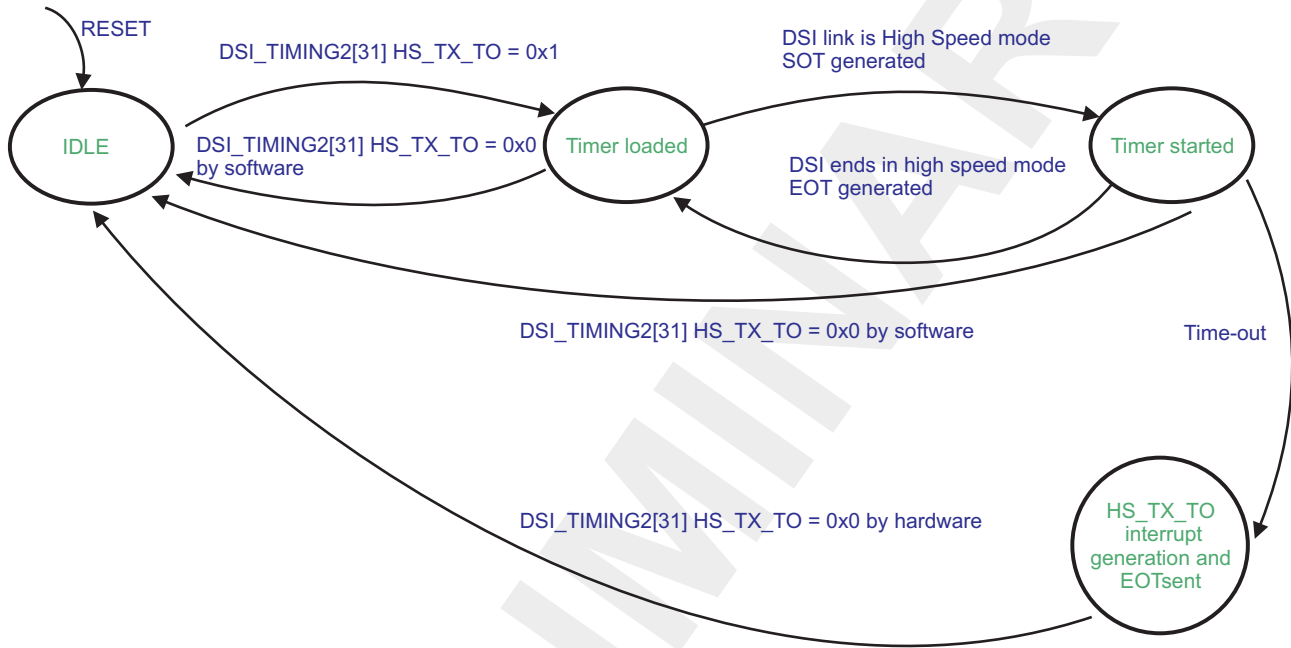 RESET
DSI_TIMING2[31] HS_TX_TO = 0x1
DSI link is High Speed mode
SOT generated
IDLE
DSI_TIMING2[31] HS_TX_TO = 0x0
by software
Timer loaded
DSI ends in high speed mode
EOT generated
Timer started
DSI_TIMING2[31] HS_TX_TO = 0x0 by software
Time-out
DSI_TIMING2[31] HS_TX_TO = 0x0 by hardware
HS_TX_TO
interrupt
generation and
EOTsent
IMINAR